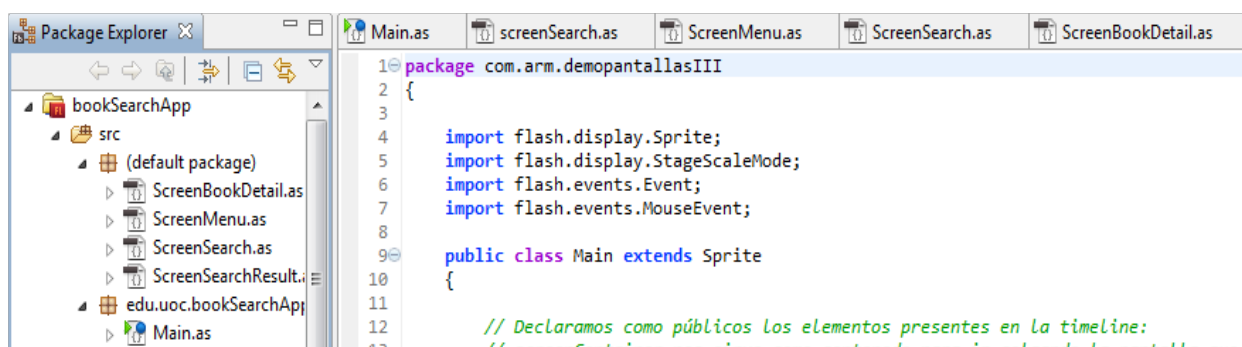 Package Explorer
bookSearchApp
src
(default package)
ScreenBookDetail.as
ScreenMenu.as
ScreenSearch.as
ScreenSearchResult.a
edu.uoc.bookSearchApp
Main.as
Main.as screenSearch.as ScreenMenu.as ScreenSearch.as ScreenBookDetail.as
1 package com.arm.demopantallasIII
2 {
3
4 import flash.display.Sprite;
5 import flash.display.StageScaleMode;
6 import flash.events.Event;
7 import flash.events.MouseEvent;
8
9 public class Main extends Sprite
10 {
11
12 // Declaramos como públicos los elementos presentes en la timeline: